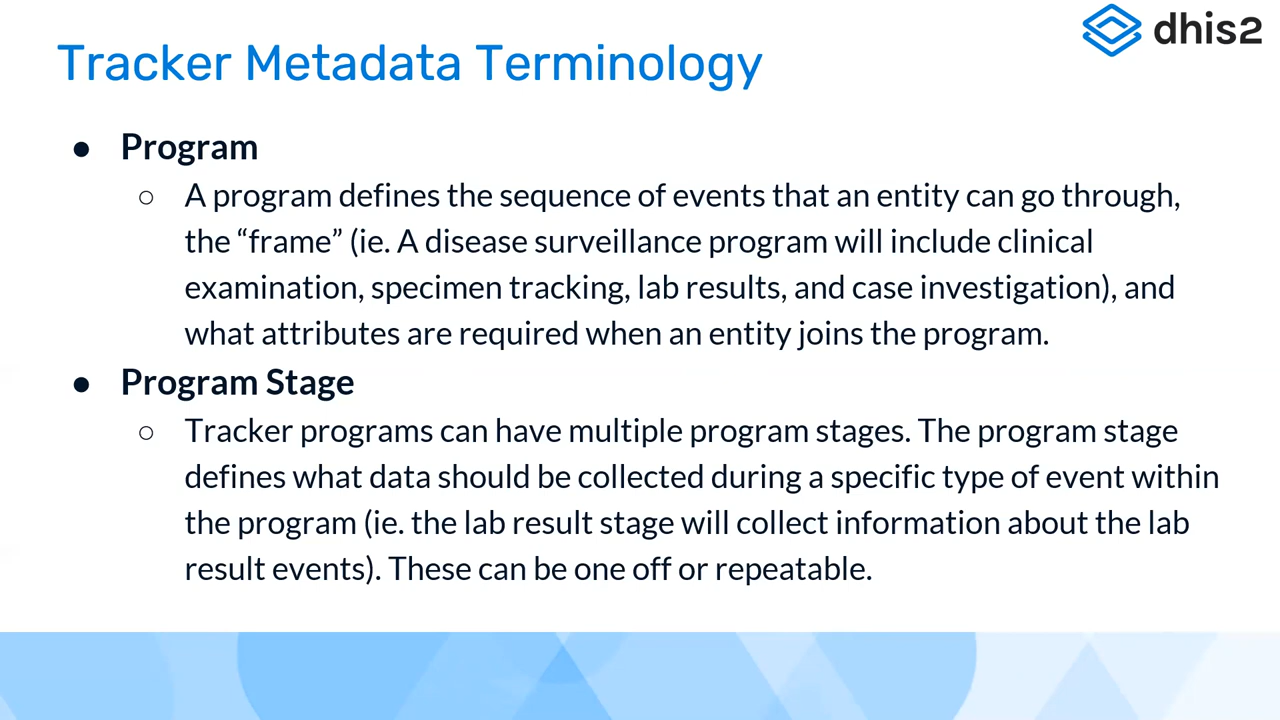 dhis2
Tracker Metadata Terminology
● Program
○ A program defines the sequence of events that an entity can go through,
the “frame” (ie. A disease surveillance program will include clinical
examination, specimen tracking, lab results, and case investigation), and
what attributes are required when an entity joins the program.
● Program Stage
○ Tracker programs can have multiple program stages. The program stage
defines what data should be collected during a specific type of event within
the program (ie. the lab result stage will collect information about the lab
result events). These can be one off or repeatable.